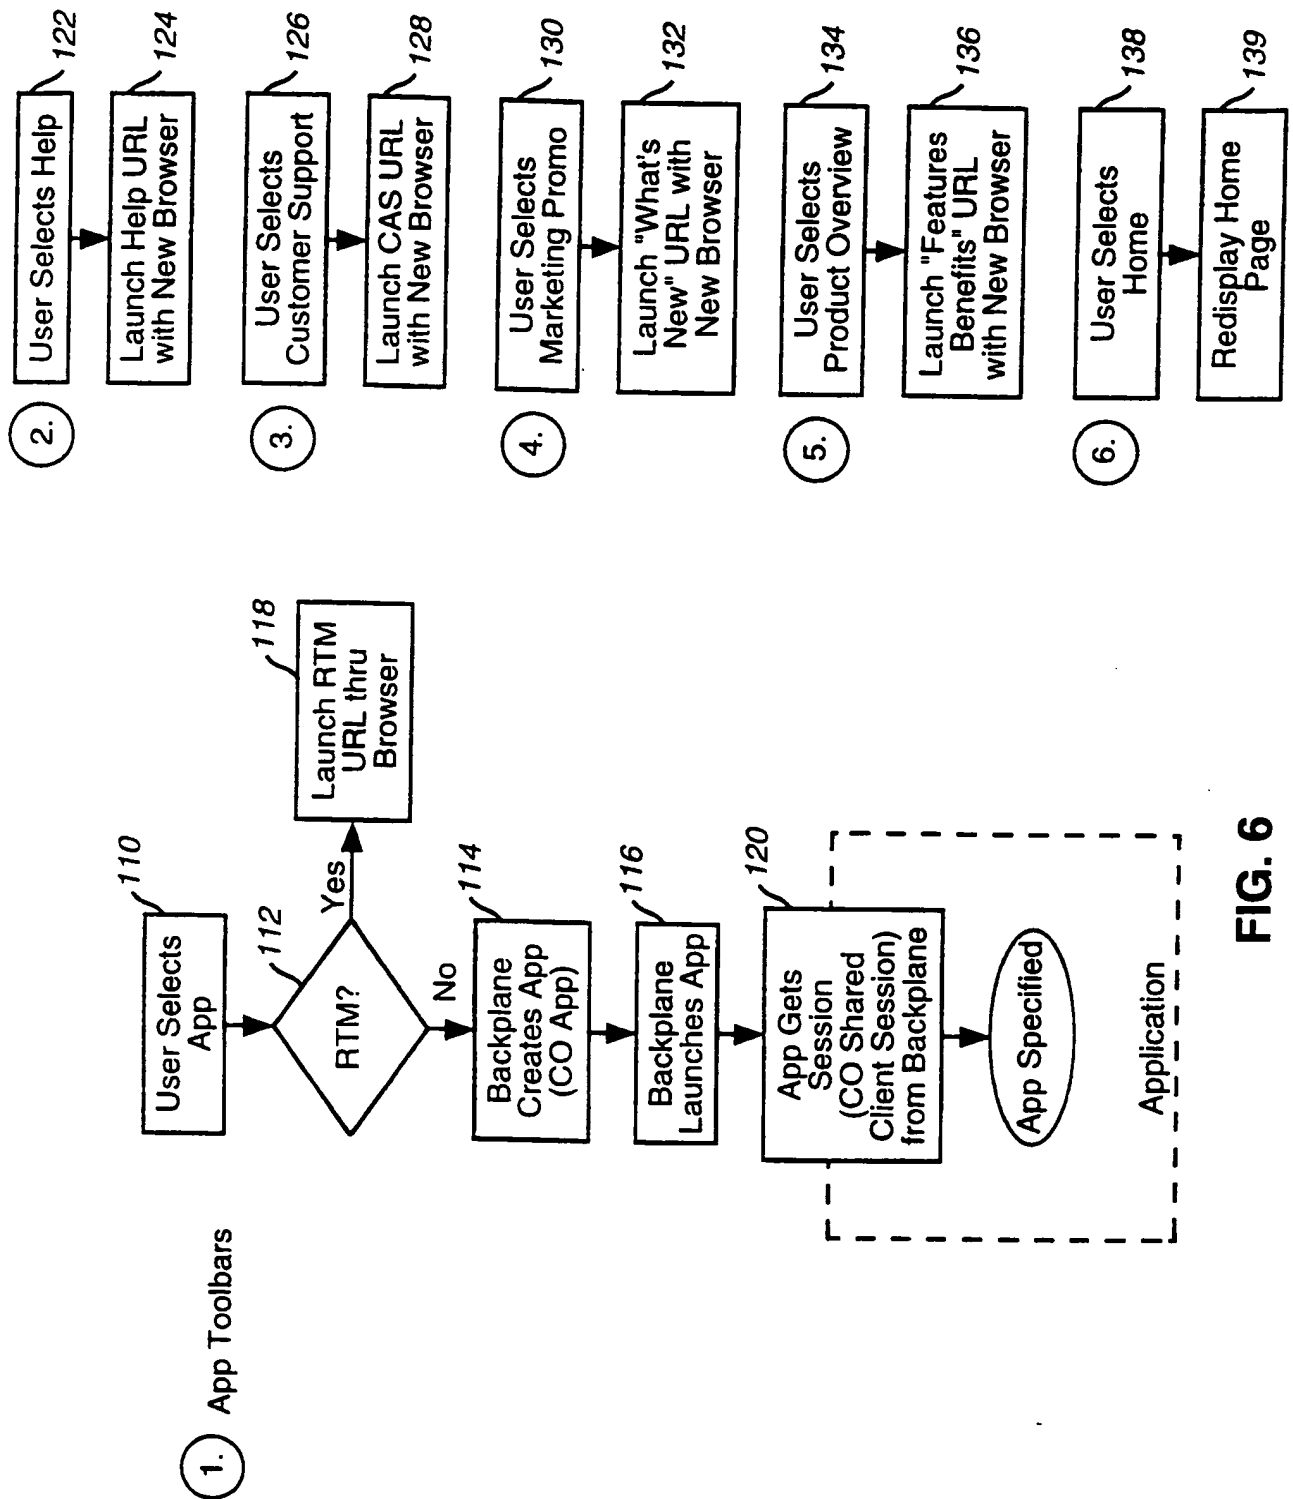 1.
App Toolbars
110
User Selects
App
112
RTM?
Yes
118
Launch RTM
URL thru
Browser
No
114
Backplane
Creates App
(CO App)
116
Backplane
Launches App
120
App Gets
Session
(CO Shared
Client Session)
from Backplane
App Specified
Application
2.
User Selects Help
122
Launch Help URL
with New Browser
124
3.
User Selects
Customer Support
126
Launch CAS URL
with New Browser
128
4.
User Selects
Marketing Promo
130
Launch "What's
New" URL with
New Browser
132
5.
User Selects
Product Overview
134
Launch "Features
Benefits" URL
with New Browser
136
6.
User Selects
Home
138
Redisplay Home
Page
139
FIG. 6